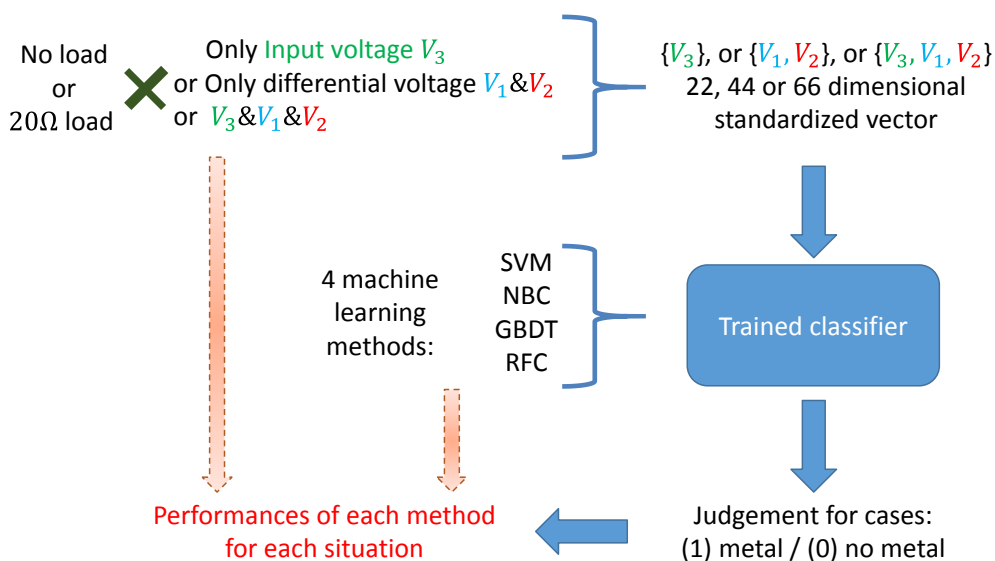 No load
or
20Ω load
Only Input voltage V₃
or Only differential voltage V₁&V₂
or V₃&V₁&V₂
{V₃}, or {V₁, V₂}, or {V₃, V₁, V₂}
22, 44 or 66 dimensional
standardized vector
4 machine
learning
methods:
SVM
NBC
GBDT
RFC
Trained classifier
Performances of each method
for each situation
Judgement for cases:
(1) metal / (0) no metal